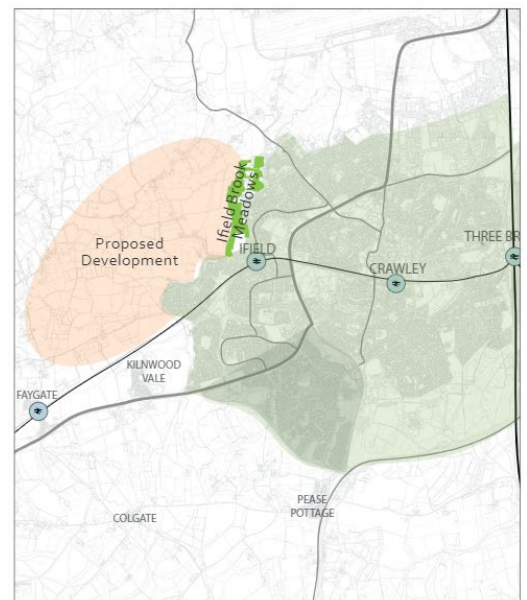 Ifield Brook
Meadows
Proposed
Development
IFIELD
THREE BR
CRAWLEY
KILNWOOD
VALE
FAYGATE
PEASE
POTTAGE
COLGATE